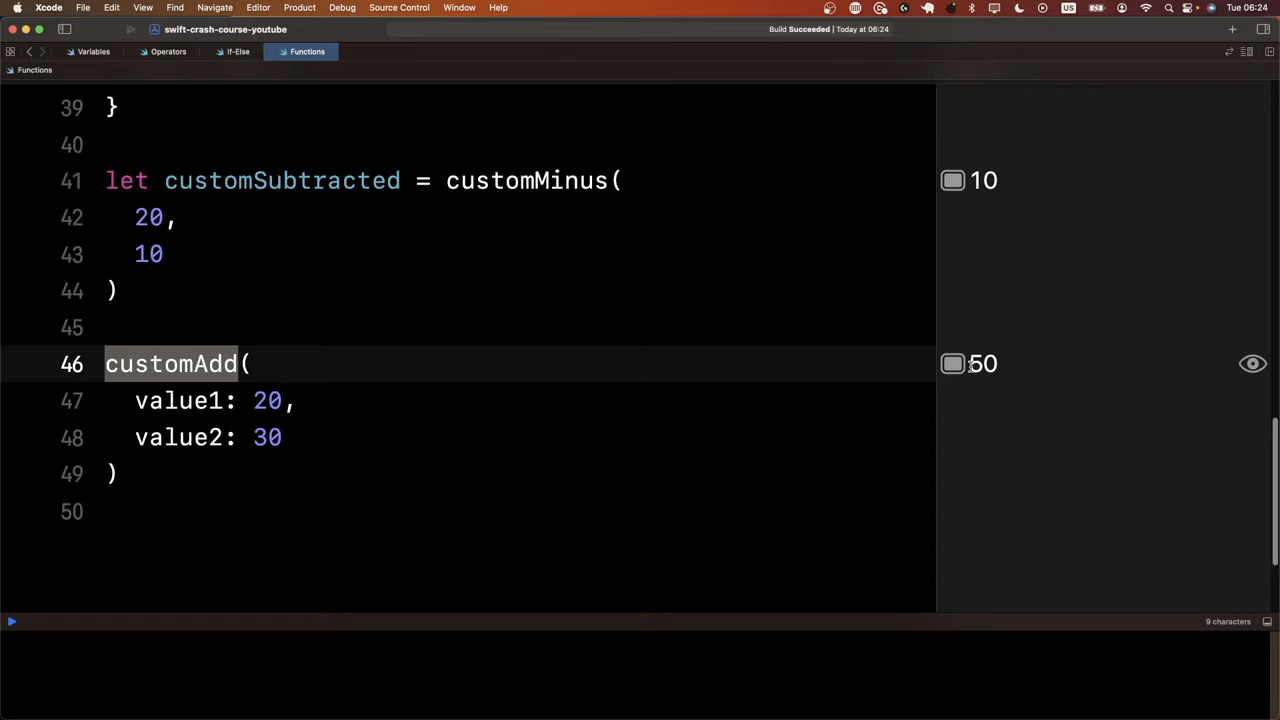 Xcode File Edit View Find Navigate Editor Product Debug Source Control Window Help US Tue 06:24
swift-crash-course-youtube Build Succeeded | Today at 06:24
Variables Operators If-Else Functions
Functions
39 }
40
41 let customSubtracted = customMinus( 10
42 20,
43 10
44 )
45
46 customAdd( 50
47 value1: 20,
48 value2: 30
49 )
50
9 characters